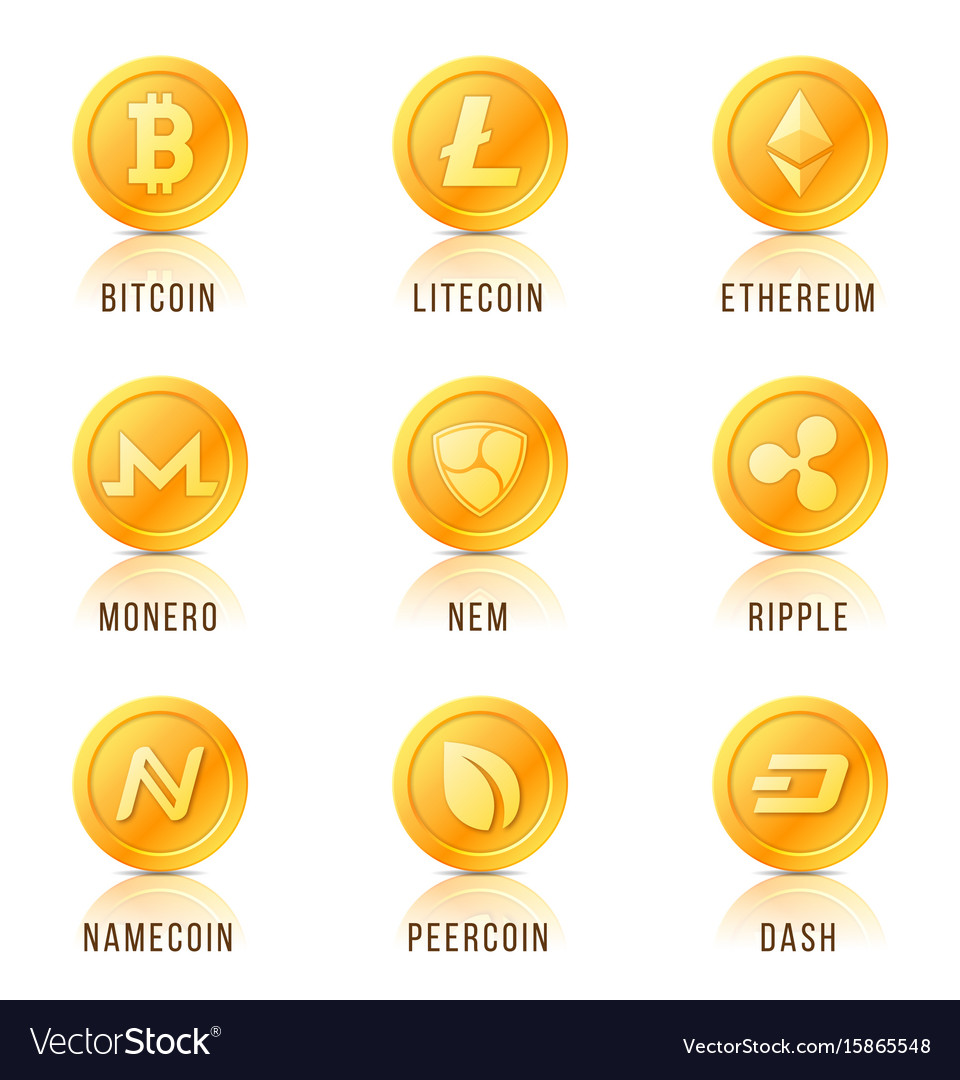 BITCOIN
LITECOIN
ETHEREUM
MONERO
NEM
RIPPLE
NAMECOIN
PEERCOIN
DASH
VectorStock®
VectorStock.com/15865548